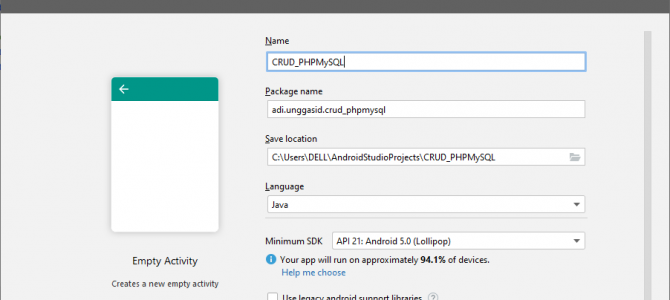 Name
CRUD_PHPMySQL
Package name
adi.unggasid.crud_phpmysql
Save location
C:\Users\DELL\AndroidStudioProjects\CRUD_PHPMySQL
Language
Java
Minimum SDK API 21: Android 5.0 (Lollipop)
Your app will run on approximately 94.1% of devices.
Help me choose
Use legacy android support libraries ?
Empty Activity
Creates a new empty activity